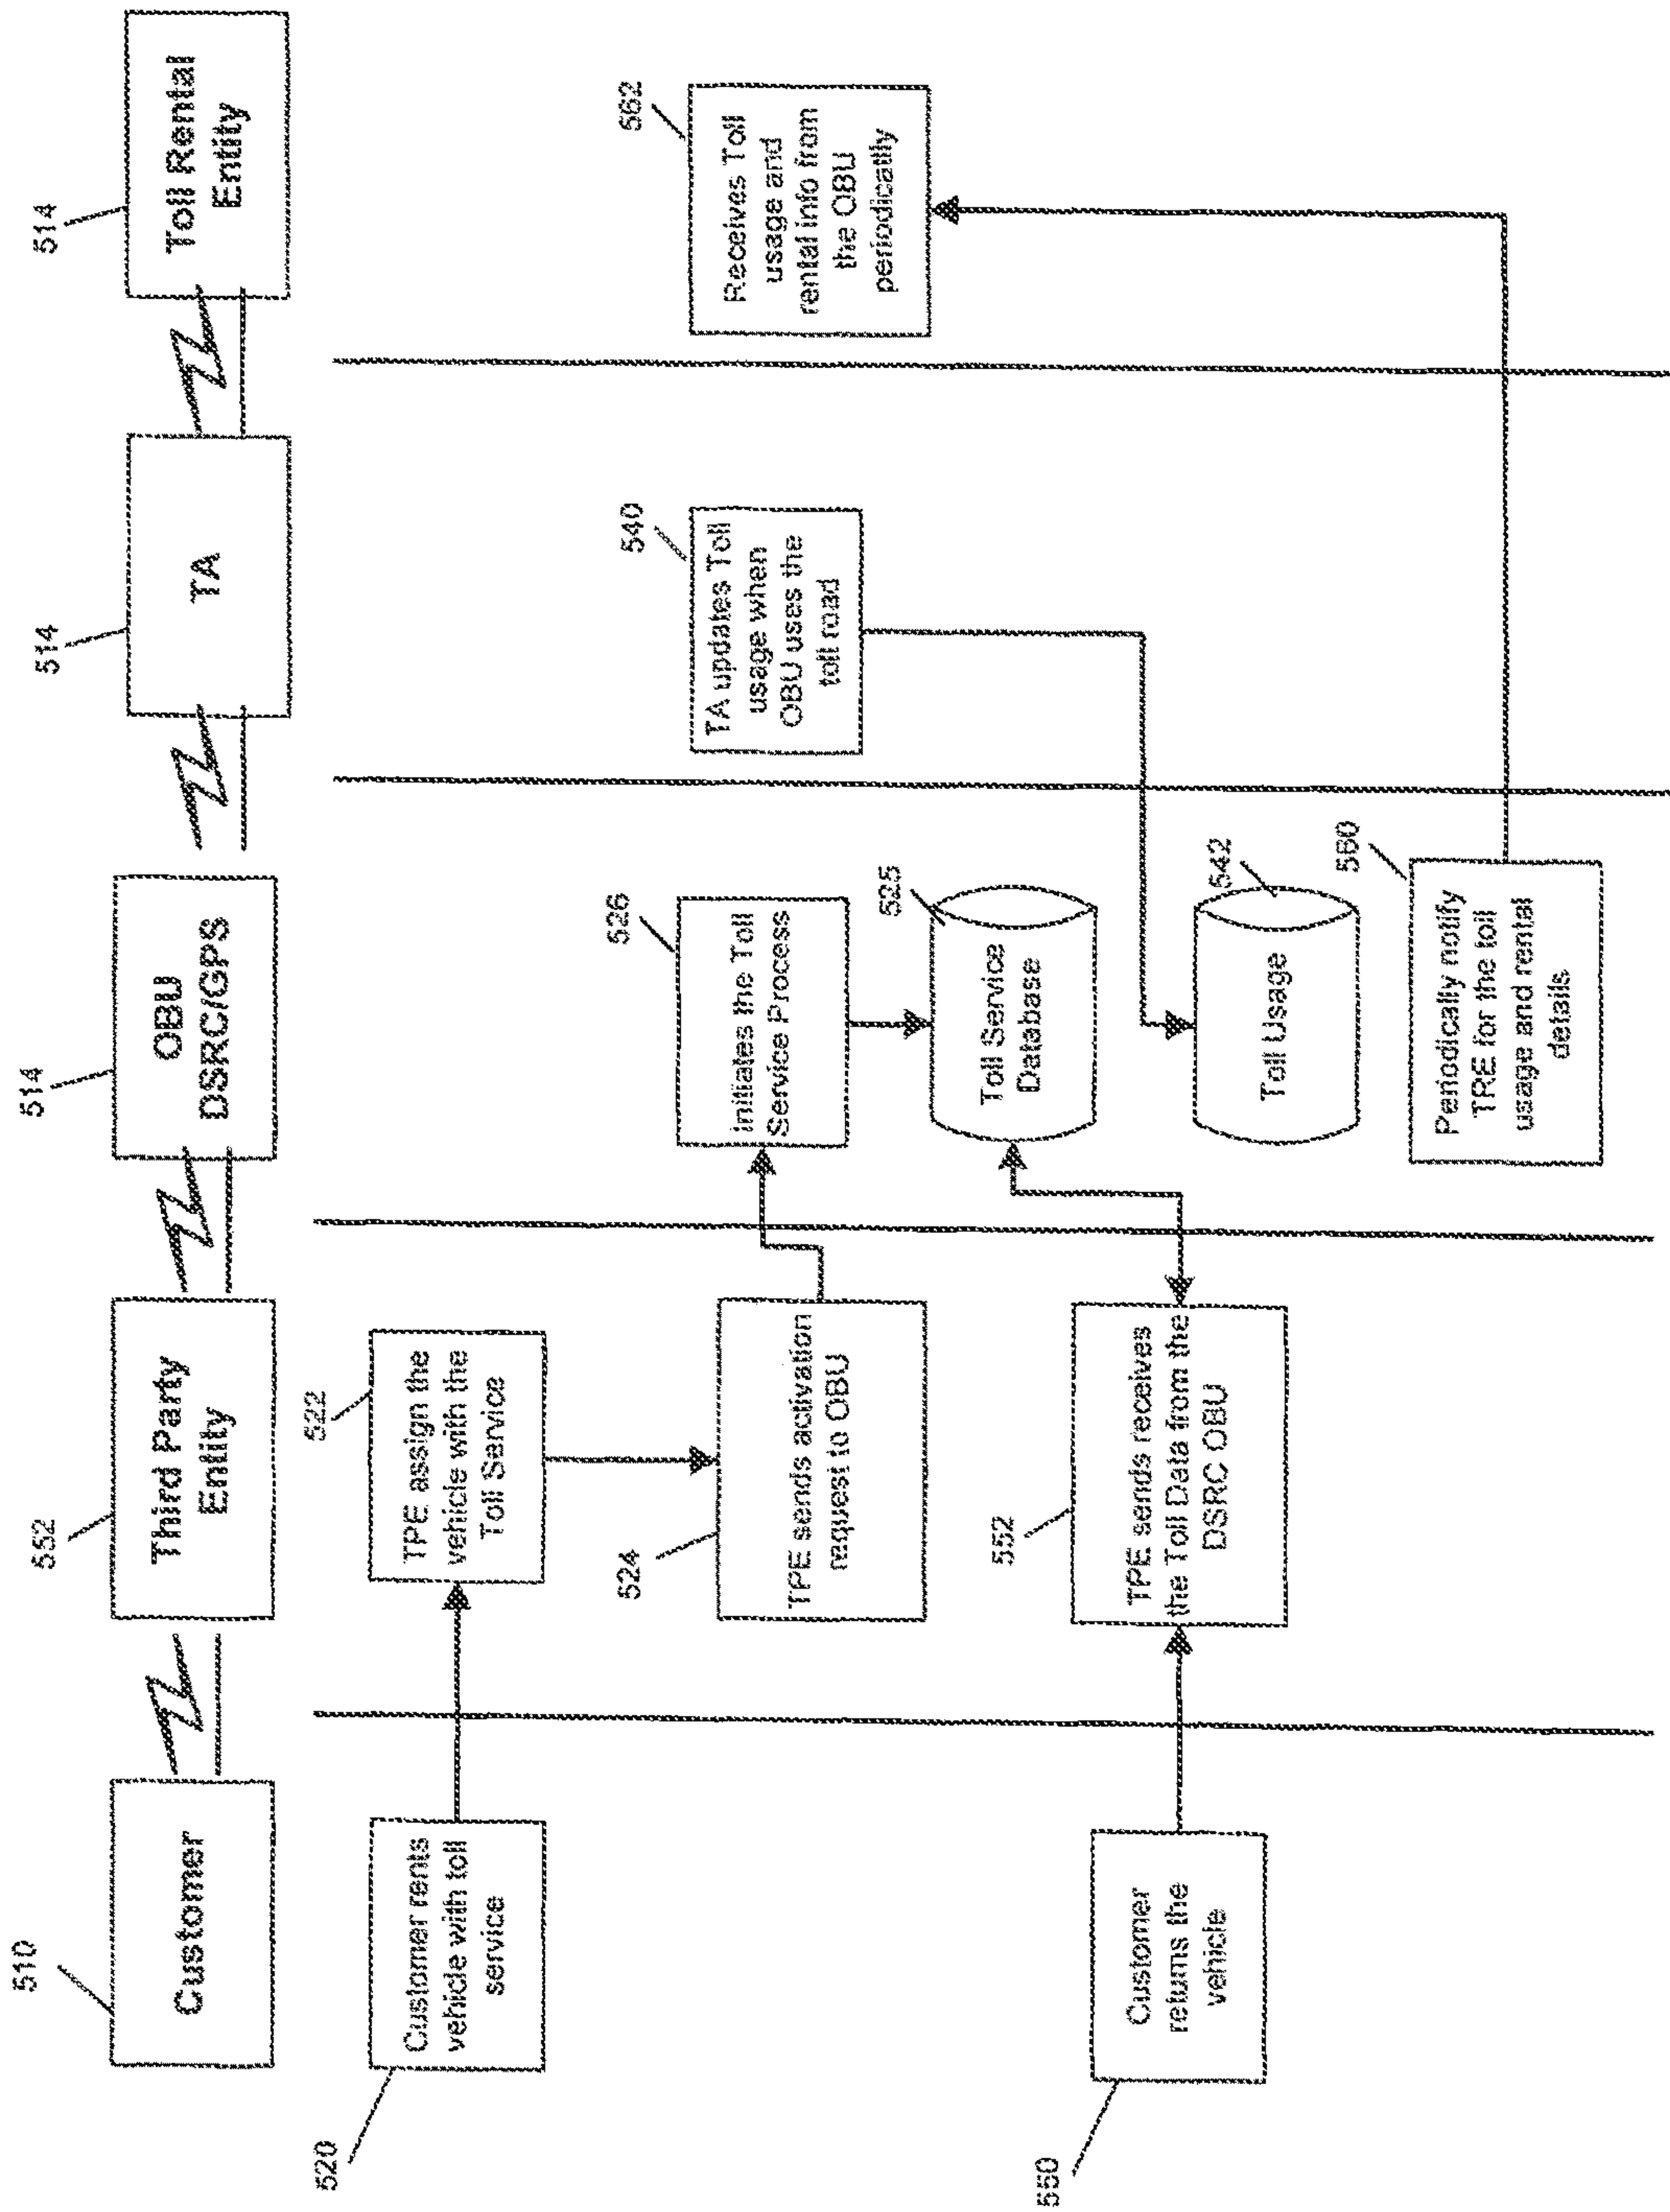 510
Customer
552
Third Party
Entity
514
OBU
DSRC/GPS
514
TA
514
Toll Rental
Entity
520
Customer rents
vehicle with toll
service
522
TPE assign the
vehicle with the
Toll Service
524
TPE sends activation
request to OBU
526
Initiates the Toll
Service Process
525
Toll Service
Database
540
TA updates Toll
usage when
OBU uses the
toll road
542
Toll Usage
550
Customer
returns the
vehicle
552
TPE sends receives
the Toll Data from the
DSRC OBU
560
Periodically notify
TRE for the toll
usage and rental
details
562
Receives Toll
usage and
rental info from
the OBU
periodically